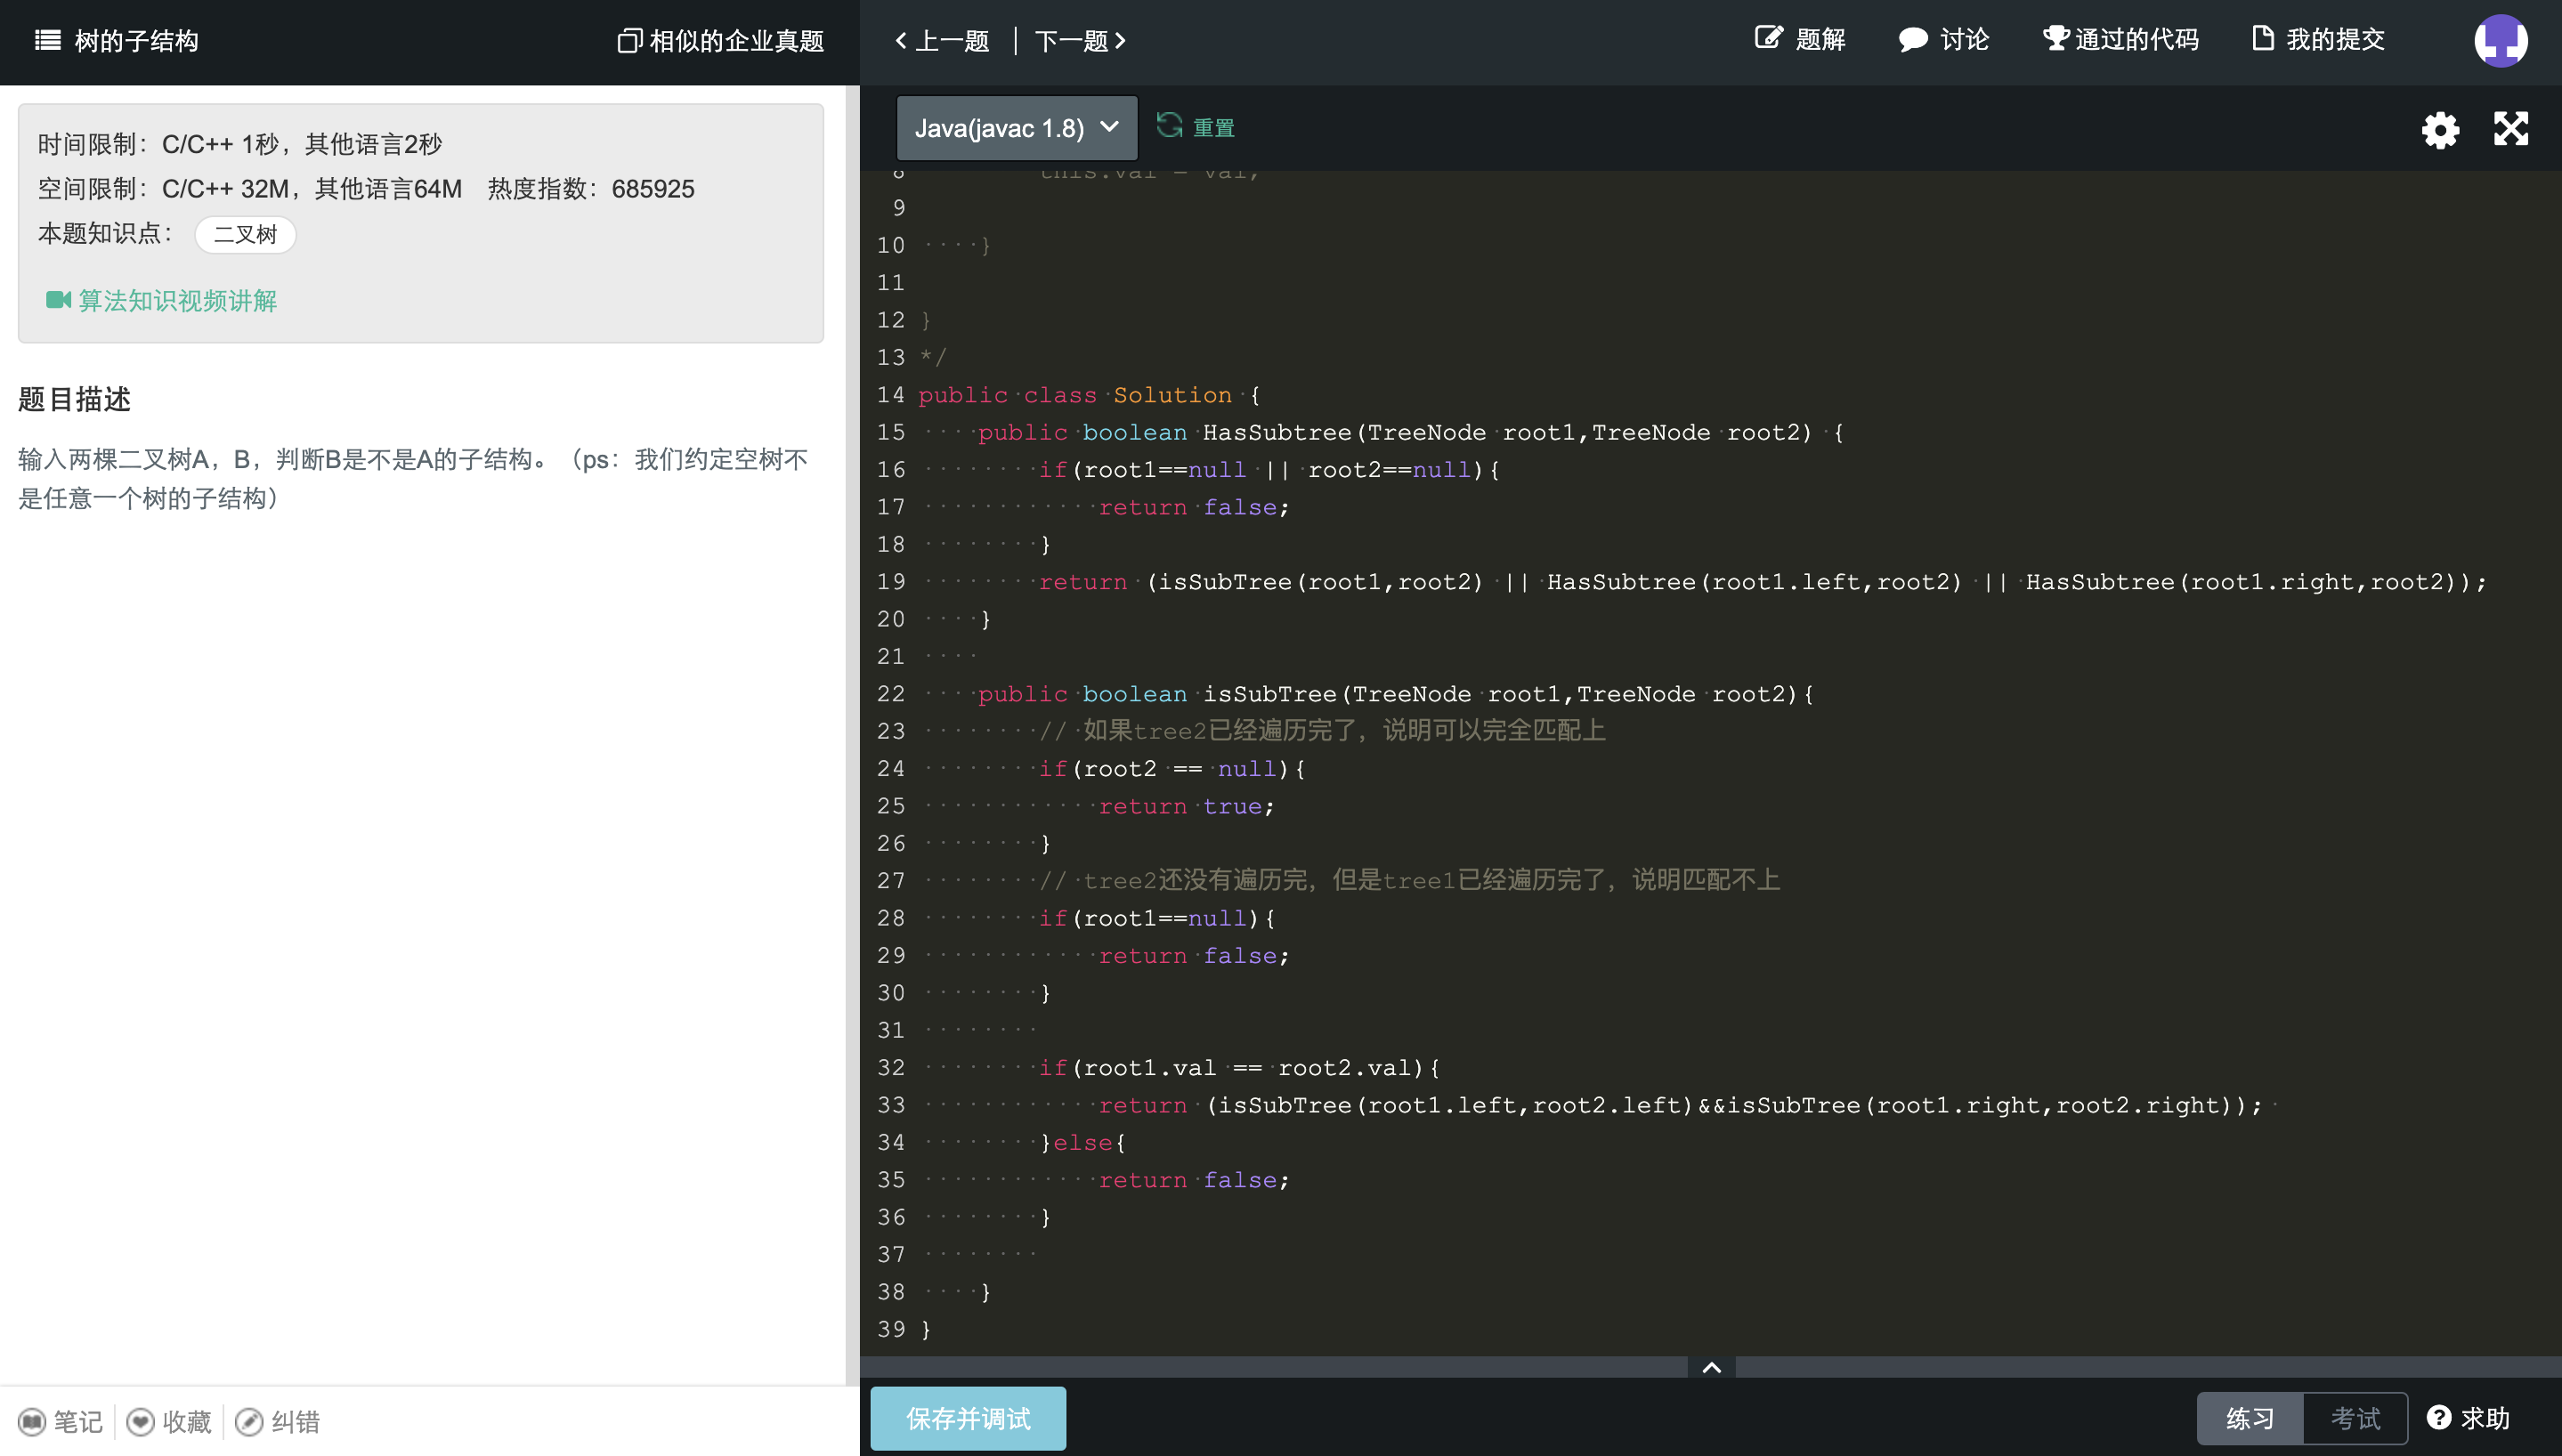 树的子结构
相似的企业真题
上一题
下一题
题解
讨论
通过的代码
我的提交
时间限制：C/C++ 1秒，其他语言2秒
空间限制：C/C++ 32M，其他语言64M 热度指数：685925
本题知识点：
二叉树
算法知识视频讲解
题目描述
输入两棵二叉树A，B，判断B是不是A的子结构。（ps：我们约定空树不
是任意一个树的子结构）
笔记
收藏
纠错
Java(javac 1.8)
重置
8 this.val = val;
9
10 }
11
12 }
13 */
14 public class Solution {
15 public boolean HasSubtree(TreeNode root1,TreeNode root2) {
16 if(root1==null || root2==null){
17 return false;
18 }
19 return (isSubTree(root1,root2) || HasSubtree(root1.left,root2) || HasSubtree(root1.right,root2));
20 }
21
22 public boolean isSubTree(TreeNode root1,TreeNode root2){
23 // 如果tree2已经遍历完了，说明可以完全匹配上
24 if(root2 == null){
25 return true;
26 }
27 // tree2还没有遍历完，但是tree1已经遍历完了，说明匹配不上
28 if(root1==null){
29 return false;
30 }
31
32 if(root1.val == root2.val){
33 return (isSubTree(root1.left,root2.left)&&isSubTree(root1.right,root2.right));
34 }else{
35 return false;
36 }
37
38 }
39 }
保存并调试
练习
考试
求助